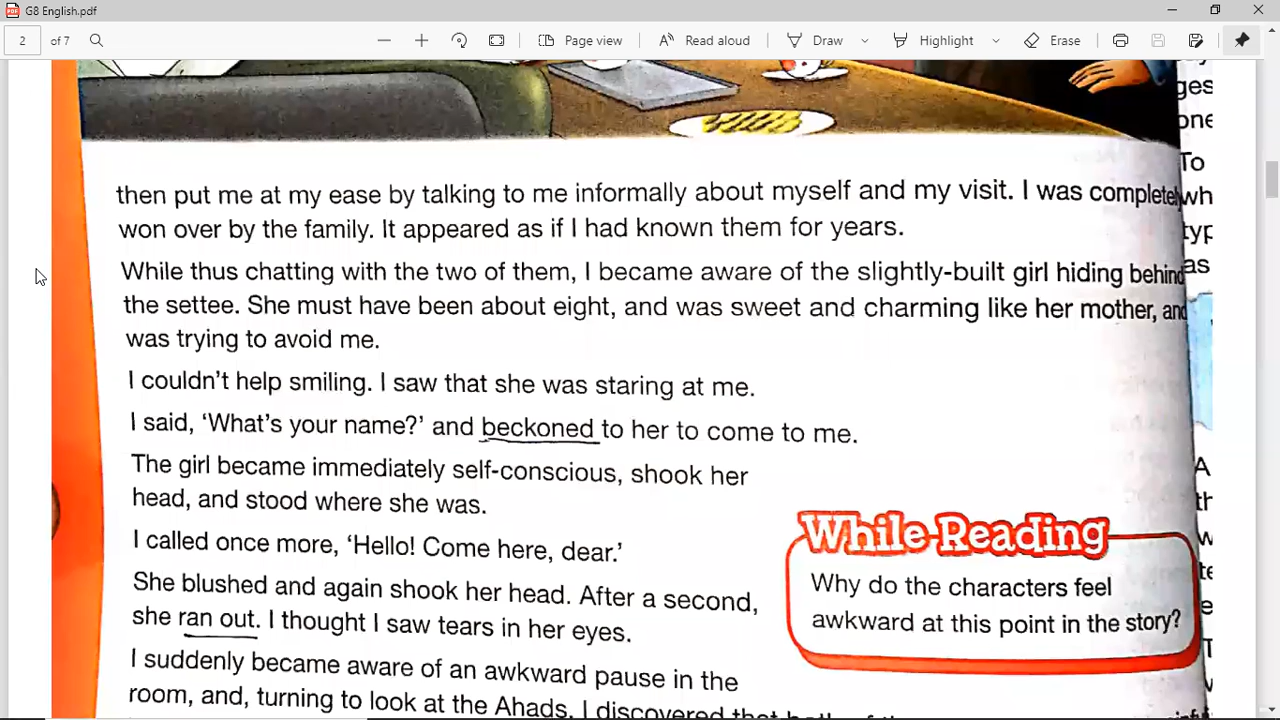 G8 English.pdf
2 of 7 Page view Read aloud Draw Highlight Erase
then put me at my ease by talking to me informally about myself and my visit. I was completely
won over by the family. It appeared as if I had known them for years.
While thus chatting with the two of them, I became aware of the slightly-built girl hiding behind
the settee. She must have been about eight, and was sweet and charming like her mother, and
was trying to avoid me.
I couldn't help smiling. I saw that she was staring at me.
I said, 'What's your name?' and beckoned to her to come to me.
The girl became immediately self-conscious, shook her
head, and stood where she was.
I called once more, 'Hello! Come here, dear.'
She blushed and again shook her head. After a second,
she ran out. I thought I saw tears in her eyes.
I suddenly became aware of an awkward pause in the
room, and, turning to look at the Ahads, I discovered that
While Reading
Why do the characters feel
awkward at this point in the story?
ges
one
To
wh
typ
as
A
th